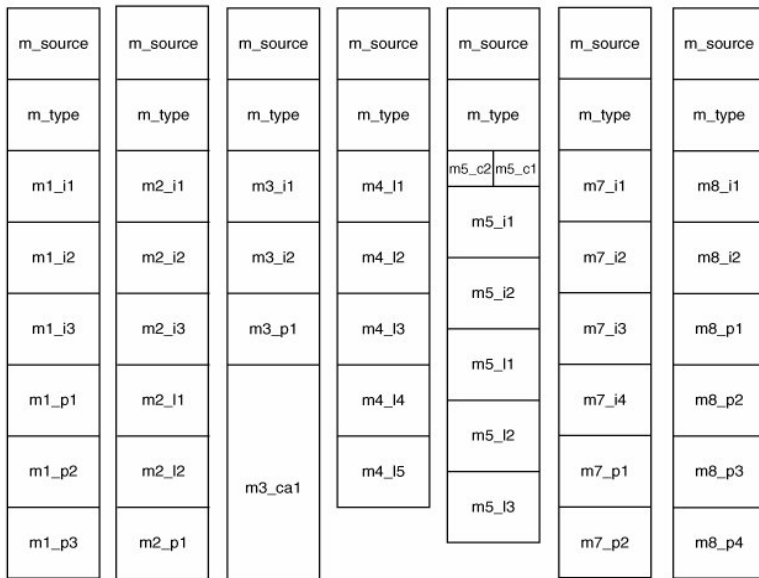 m_source
m_type
m1_i1
m1_i2
m1_i3
m1_p1
m1_p2
m1_p3
m_source
m_type
m2_i1
m2_i2
m2_i3
m2_l1
m2_l2
m2_p1
m_source
m_type
m3_i1
m3_i2
m3_p1
m3_ca1
m_source
m_type
m4_l1
m4_l2
m4_l3
m4_l4
m4_l5
m_source
m_type
m5_c2 m5_c1
m5_i1
m5_i2
m5_l1
m5_l2
m5_l3
m_source
m_type
m7_i1
m7_i2
m7_i3
m7_i4
m7_p1
m7_p2
m_source
m_type
m8_i1
m8_i2
m8_p1
m8_p2
m8_p3
m8_p4